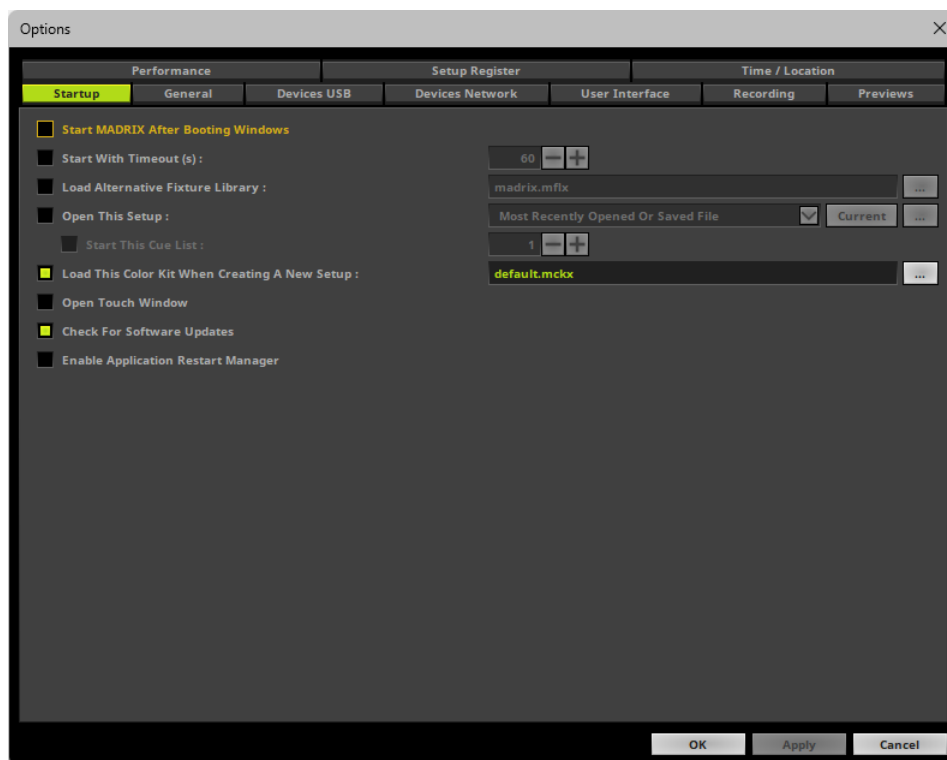 Options
Performance Setup Register Time / Location
Startup General Devices USB Devices Network User Interface Recording Previews
Start MADRIX After Booting Windows
Start With Timeout (s) : 60
Load Alternative Fixture Library : madrix.mflx ...
Open This Setup : Most Recently Opened Or Saved File Current ...
Start This Cue List : 1
Load This Color Kit When Creating A New Setup : default.mckx ...
Open Touch Window
Check For Software Updates
Enable Application Restart Manager
OK Apply Cancel